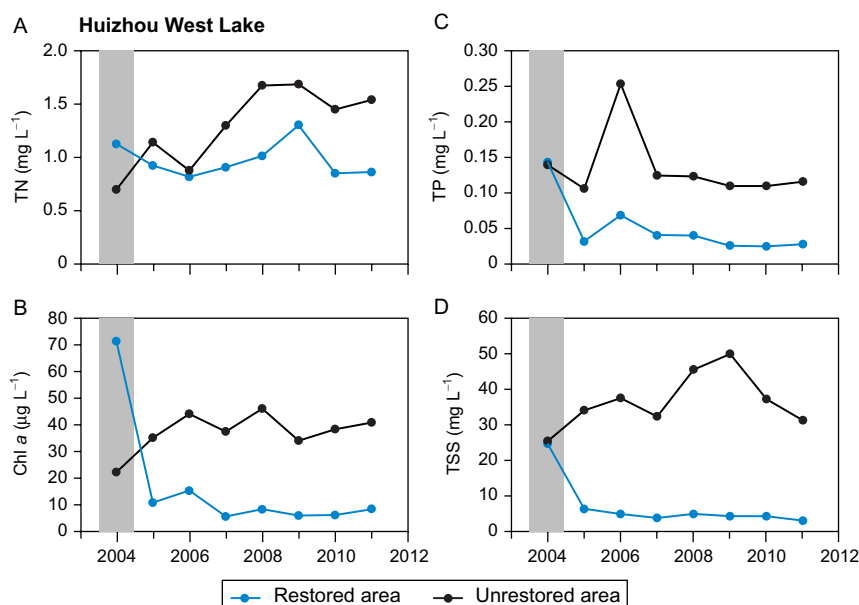 Huizhou West Lake
A
TN (mg L⁻¹)
2.0
1.5
1.0
0.5
0
C
TP (mg L⁻¹)
0.30
0.25
0.20
0.15
0.10
0.05
0
B
Chl a (µg L⁻¹)
80
70
60
50
40
30
20
10
0
2004 2006 2008 2010 2012
D
TSS (mg L⁻¹)
60
50
40
30
20
10
0
2004 2006 2008 2010 2012
Restored area Unrestored area